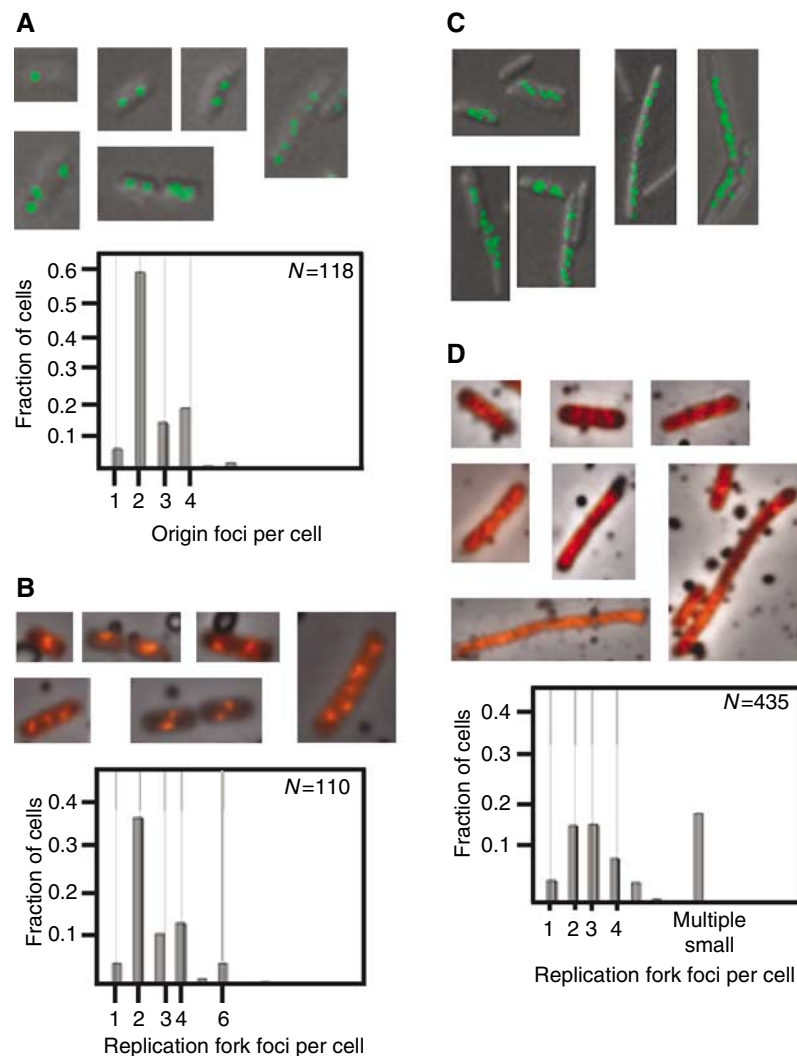 A
N=118
Fraction of cells
0.6
0.5
0.4
0.3
0.2
0.1
1 2 3 4
Origin foci per cell
B
N=110
Fraction of cells
0.4
0.3
0.2
0.1
1 2 3 4 6
Replication fork foci per cell
C
D
N=435
Fraction of cells
0.4
0.3
0.2
0.1
1 2 3 4 Multiple
small
Replication fork foci per cell